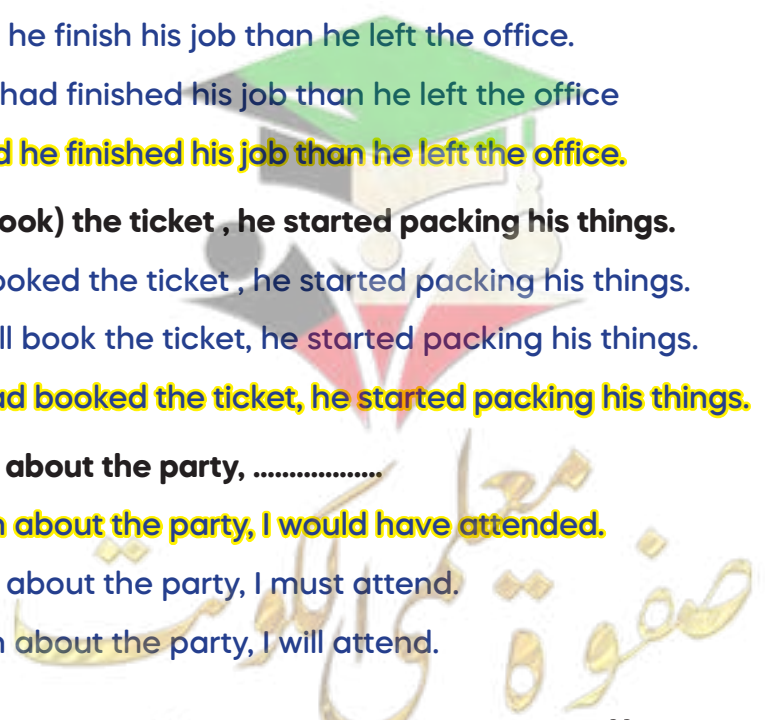 he finish his job than he left the office.
had finished his job than he left the office
d he finished his job than he left the office.
ook) the ticket , he started packing his things.
ooked the ticket , he started packing his things.
ll book the ticket, he started packing his things.
ad booked the ticket, he started packing his things.
about the party, ..................
n about the party, I would have attended.
about the party, I must attend.
n about the party, I will attend.
صفوة معلمى الكويت